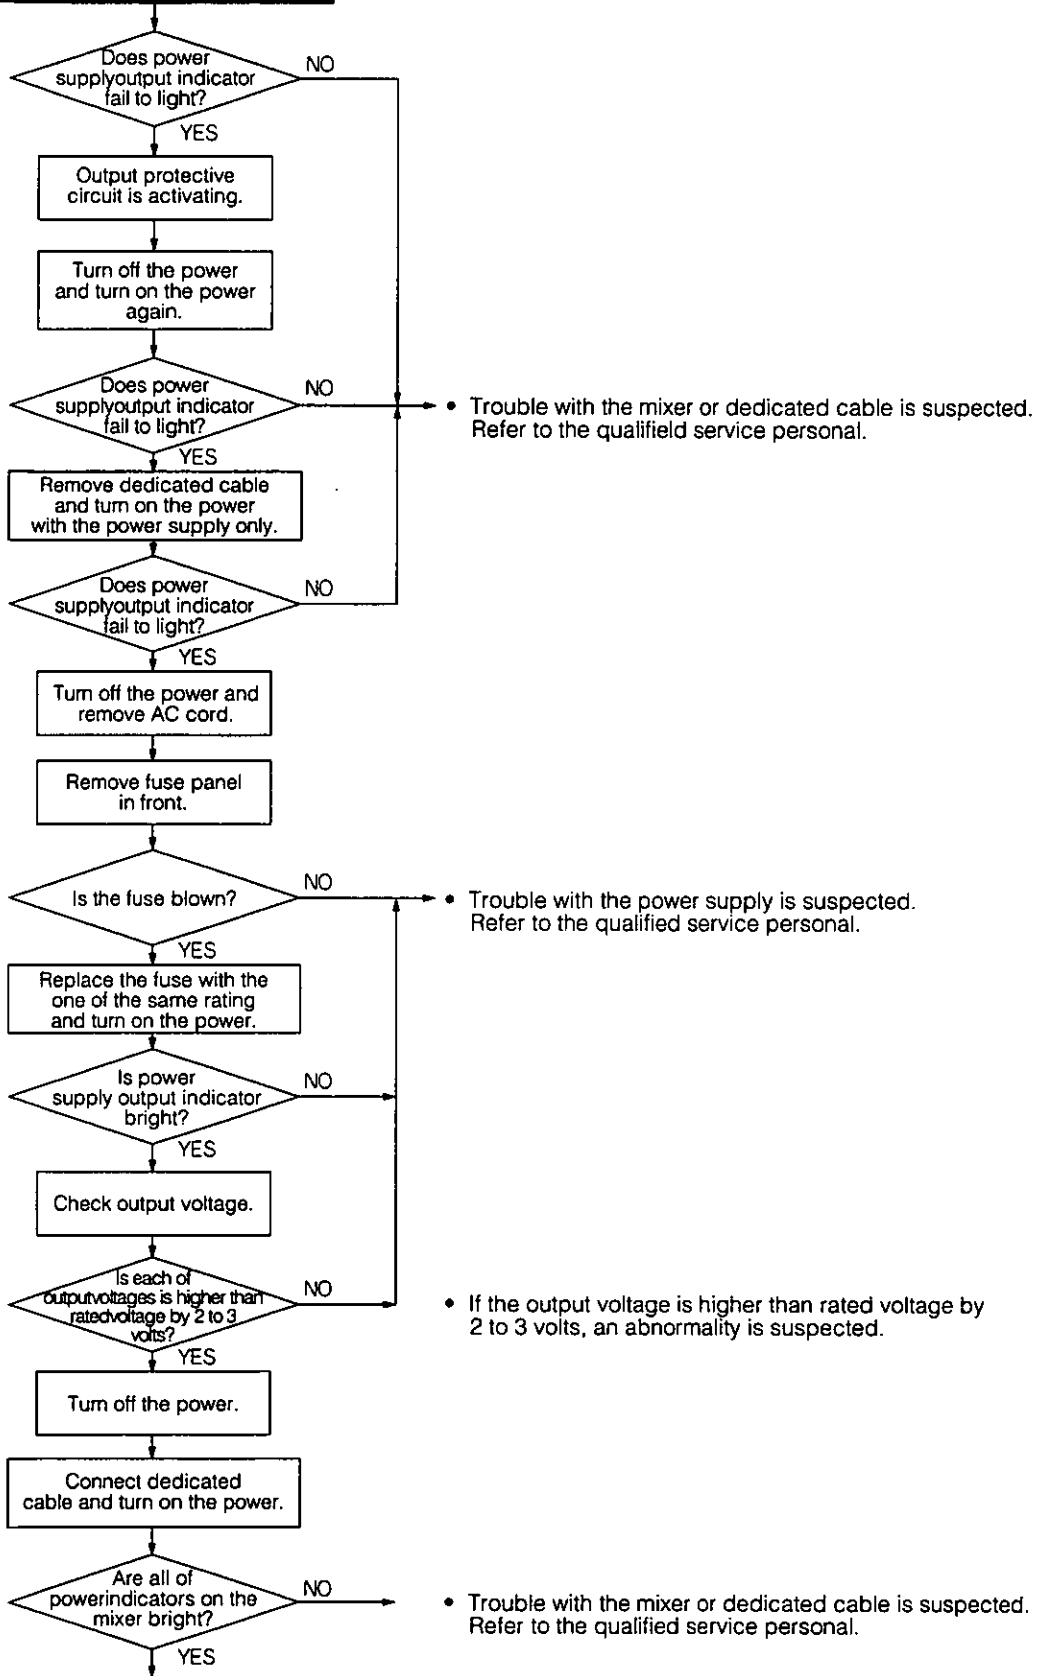 Does power
supplyoutput indicator
fail to light?
NO
YES
Output protective
circuit is activating.
Turn off the power
and turn on the power
again.
Does power
supplyoutput indicator
fail to light?
NO
• Trouble with the mixer or dedicated cable is suspected.
Refer to the qualifield service personal.
YES
Remove dedicated cable
and turn on the power
with the power supply only.
Does power
supplyoutput indicator
fail to light?
NO
YES
Turn off the power and
remove AC cord.
Remove fuse panel
in front.
Is the fuse blown?
NO
• Trouble with the power supply is suspected.
Refer to the qualified service personal.
YES
Replace the fuse with the
one of the same rating
and turn on the power.
Is power
supply output indicator
bright?
NO
YES
Check output voltage.
Is each of
outputvoltages is higher than
ratedvoltage by 2 to 3
volts?
NO
• If the output voltage is higher than rated voltage by
2 to 3 volts, an abnormality is suspected.
YES
Turn off the power.
Connect dedicated
cable and turn on the power.
Are all of
powerindicators on the
mixer bright?
NO
• Trouble with the mixer or dedicated cable is suspected.
Refer to the qualified service personal.
YES